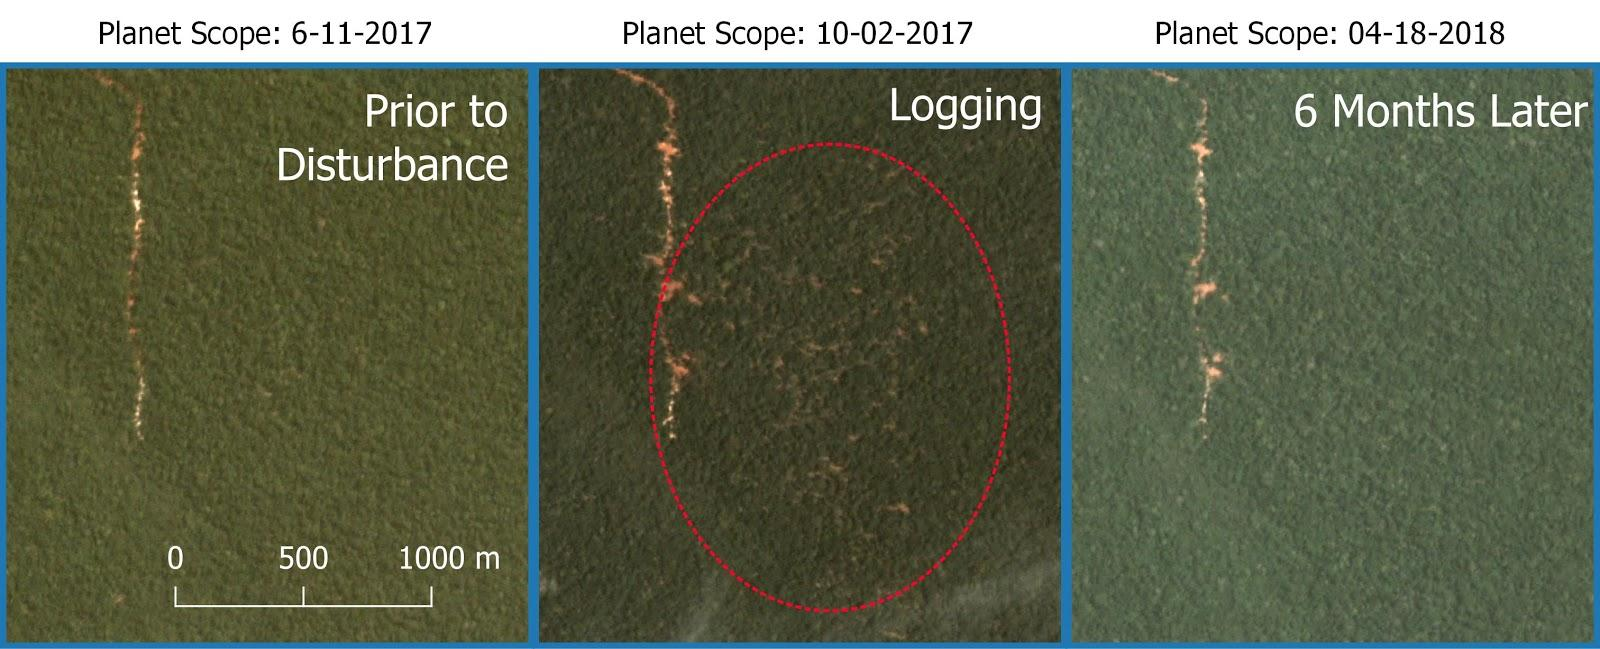 Planet Scope: 6-11-2017
Planet Scope: 10-02-2017
Planet Scope: 04-18-2018
Prior to
Disturbance
Logging
6 Months Later
0 500 1000 m